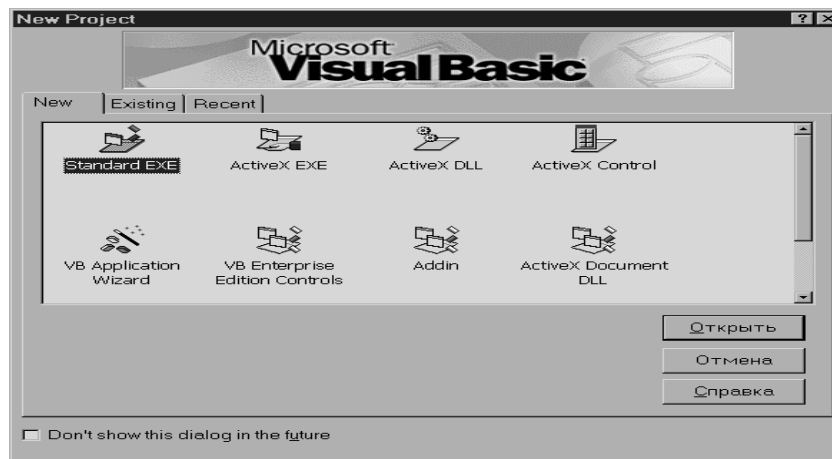 New Project
Microsoft
Visual Basic
New Existing Recent
Standard EXE ActiveX EXE ActiveX DLL ActiveX Control
VB Application Wizard
VB Enterprise Edition Controls
Addin
ActiveX Document DLL
Открыть
Отмена
Справка
Don't show this dialog in the future